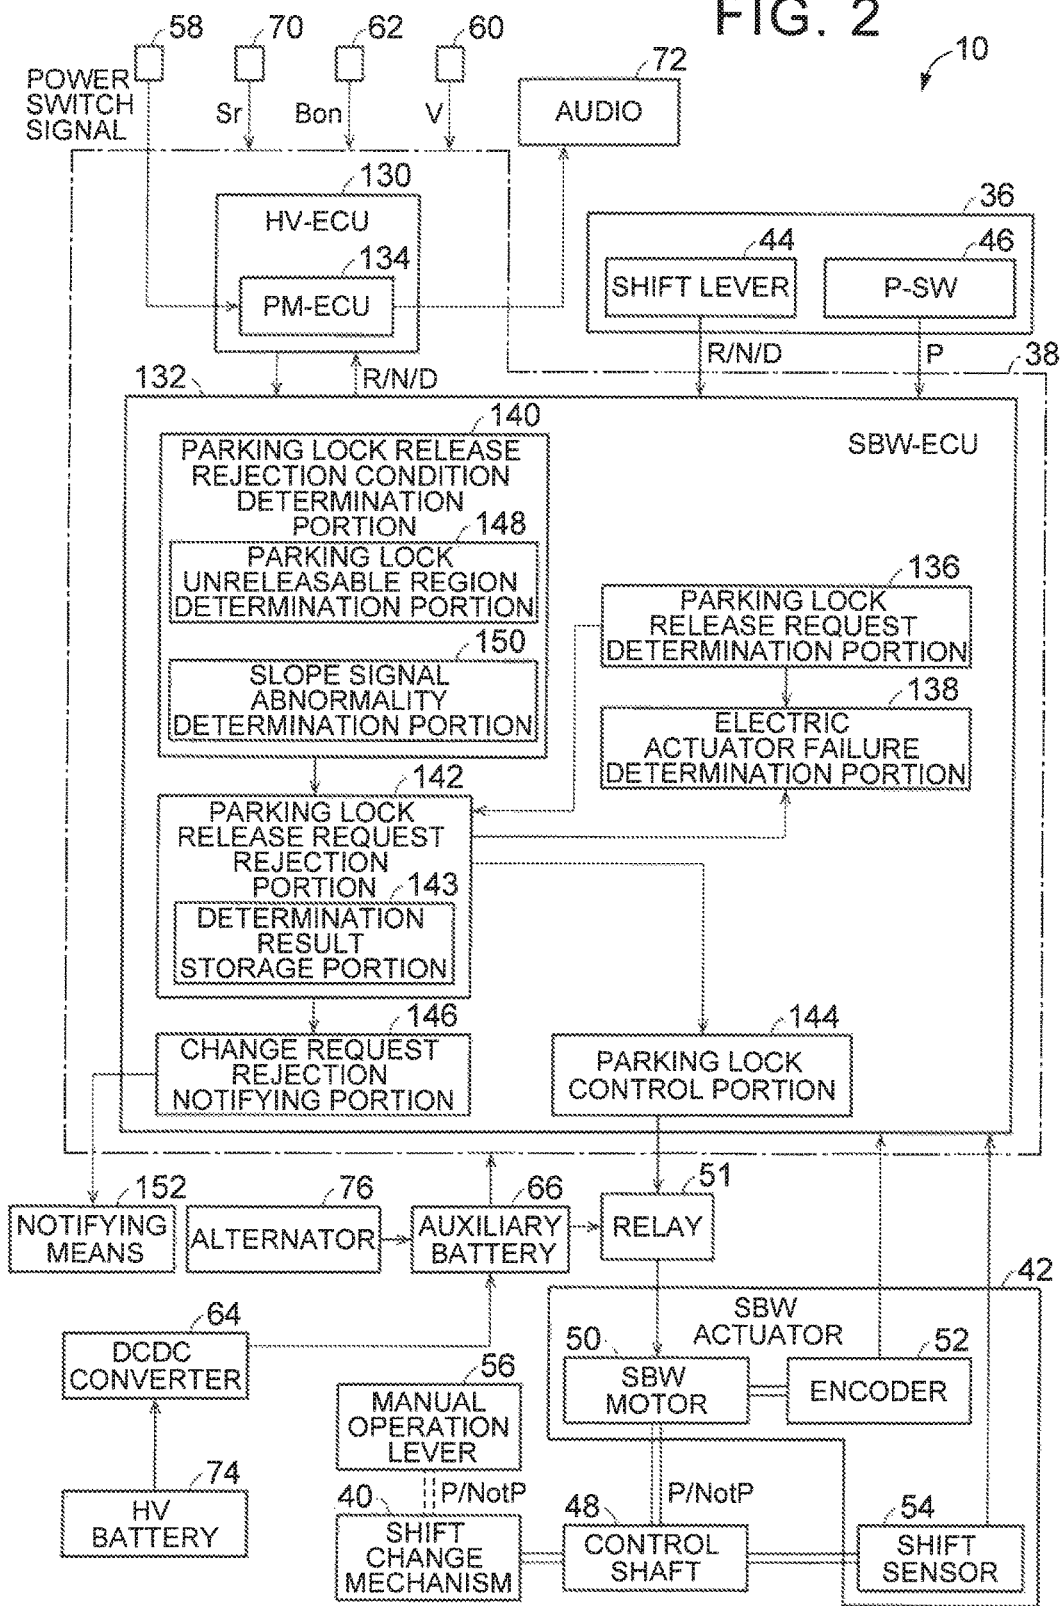 FIG. 2
58
70
62
60
10
POWER
SWITCH
SIGNAL
Sr
Bon
V
72
AUDIO
130
HV-ECU
134
PM-ECU
36
44
SHIFT LEVER
46
P-SW
R/N/D
R/N/D
P
38
132
SBW-ECU
140
PARKING LOCK RELEASE
REJECTION CONDITION
DETERMINATION
PORTION
148
PARKING LOCK
UNRELEASABLE REGION
DETERMINATION PORTION
150
SLOPE SIGNAL
ABNORMALITY
DETERMINATION PORTION
136
PARKING LOCK
RELEASE REQUEST
DETERMINATION PORTION
138
ELECTRIC
ACTUATOR FAILURE
DETERMINATION PORTION
142
PARKING LOCK
RELEASE REQUEST
REJECTION
PORTION
143
DETERMINATION
RESULT
STORAGE PORTION
146
CHANGE REQUEST
REJECTION
NOTIFYING PORTION
144
PARKING LOCK
CONTROL PORTION
152
NOTIFYING
MEANS
76
ALTERNATOR
66
AUXILIARY
BATTERY
51
RELAY
42
SBW
ACTUATOR
64
DCDC
CONVERTER
50
SBW
MOTOR
52
ENCODER
56
MANUAL
OPERATION
LEVER
74
HV
BATTERY
P/NotP
P/NotP
40
SHIFT
CHANGE
MECHANISM
48
CONTROL
SHAFT
54
SHIFT
SENSOR